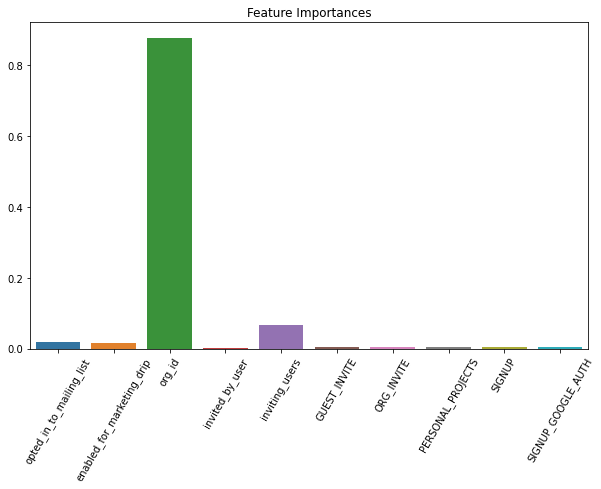 Feature Importances
0.8
0.6
0.4
0.2
0.0
opted_in_to_mailing_list
enabled_for_marketing_drip
org_id
invited_by_user
inviting_users
GUEST_INVITE
ORG_INVITE
PERSONAL_PROJECTS
SIGNUP
SIGNUP_GOOGLE_AUTH